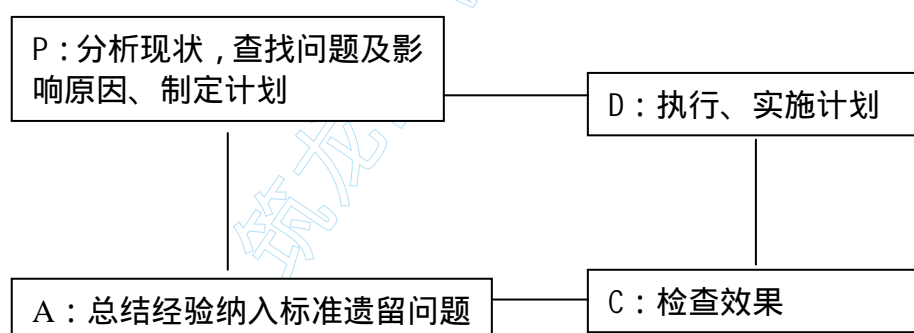 P：分析现状，查找问题及影
响原因、制定计划
D：执行、实施计划
A：总结经验纳入标准遗留问题
C：检查效果
筑龙